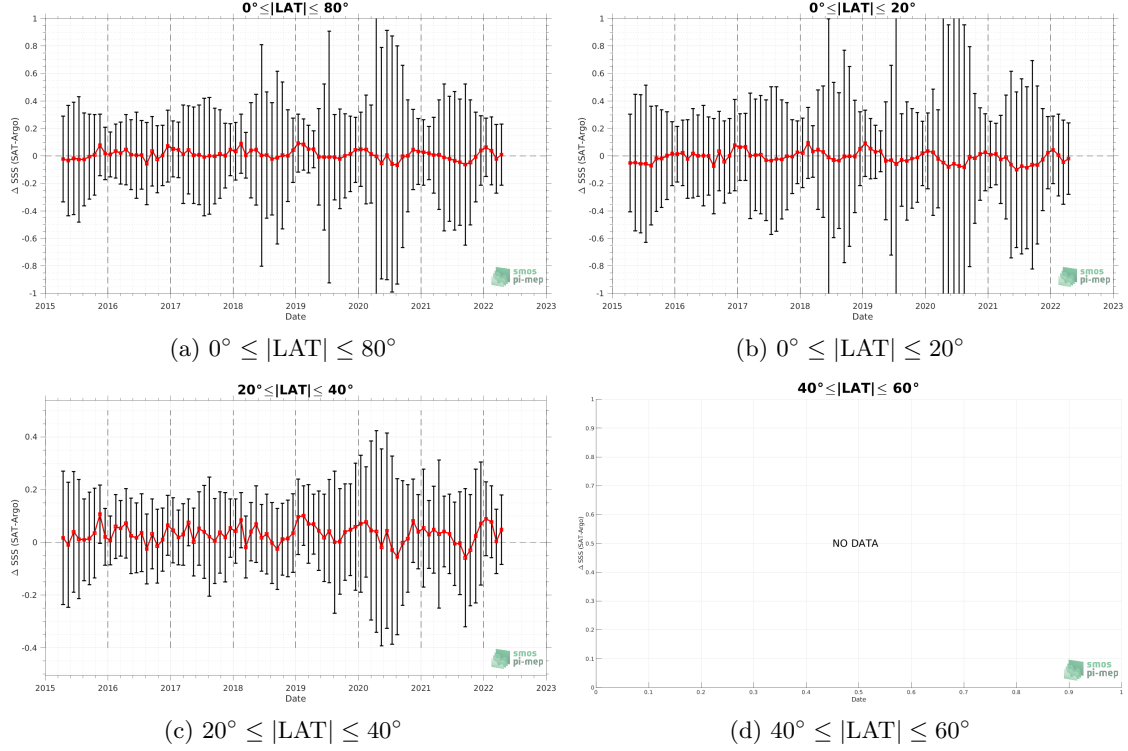 0°≤|LAT|≤ 80°
1
0.8
0.6
0.4
0.2
0
-0.2
-0.4
-0.6
-0.8
-1
Δ SSS (SAT-Argo)
2015 2016 2017 2018 2019 2020 2021 2022 2023
Date
smos
pi-mep
(a) 0° ≤ |LAT| ≤ 80°
0°≤|LAT|≤ 20°
1
0.8
0.6
0.4
0.2
0
-0.2
-0.4
-0.6
-0.8
-1
Δ SSS (SAT-Argo)
2015 2016 2017 2018 2019 2020 2021 2022 2023
Date
smos
pi-mep
(b) 0° ≤ |LAT| ≤ 20°
20°≤|LAT|≤ 40°
0.4
0.2
0
-0.2
-0.4
Δ SSS (SAT-Argo)
2015 2016 2017 2018 2019 2020 2021 2022 2023
Date
smos
pi-mep
(c) 20° ≤ |LAT| ≤ 40°
40°≤|LAT|≤ 60°
1
0.9
0.8
0.7
0.6
0.5
0.4
0.3
0.2
0.1
0
Δ SSS (SAT-Argo)
NO DATA
0 0.1 0.2 0.3 0.4 0.5 0.6 0.7 0.8 0.9 1
Date
smos
pi-mep
(d) 40° ≤ |LAT| ≤ 60°